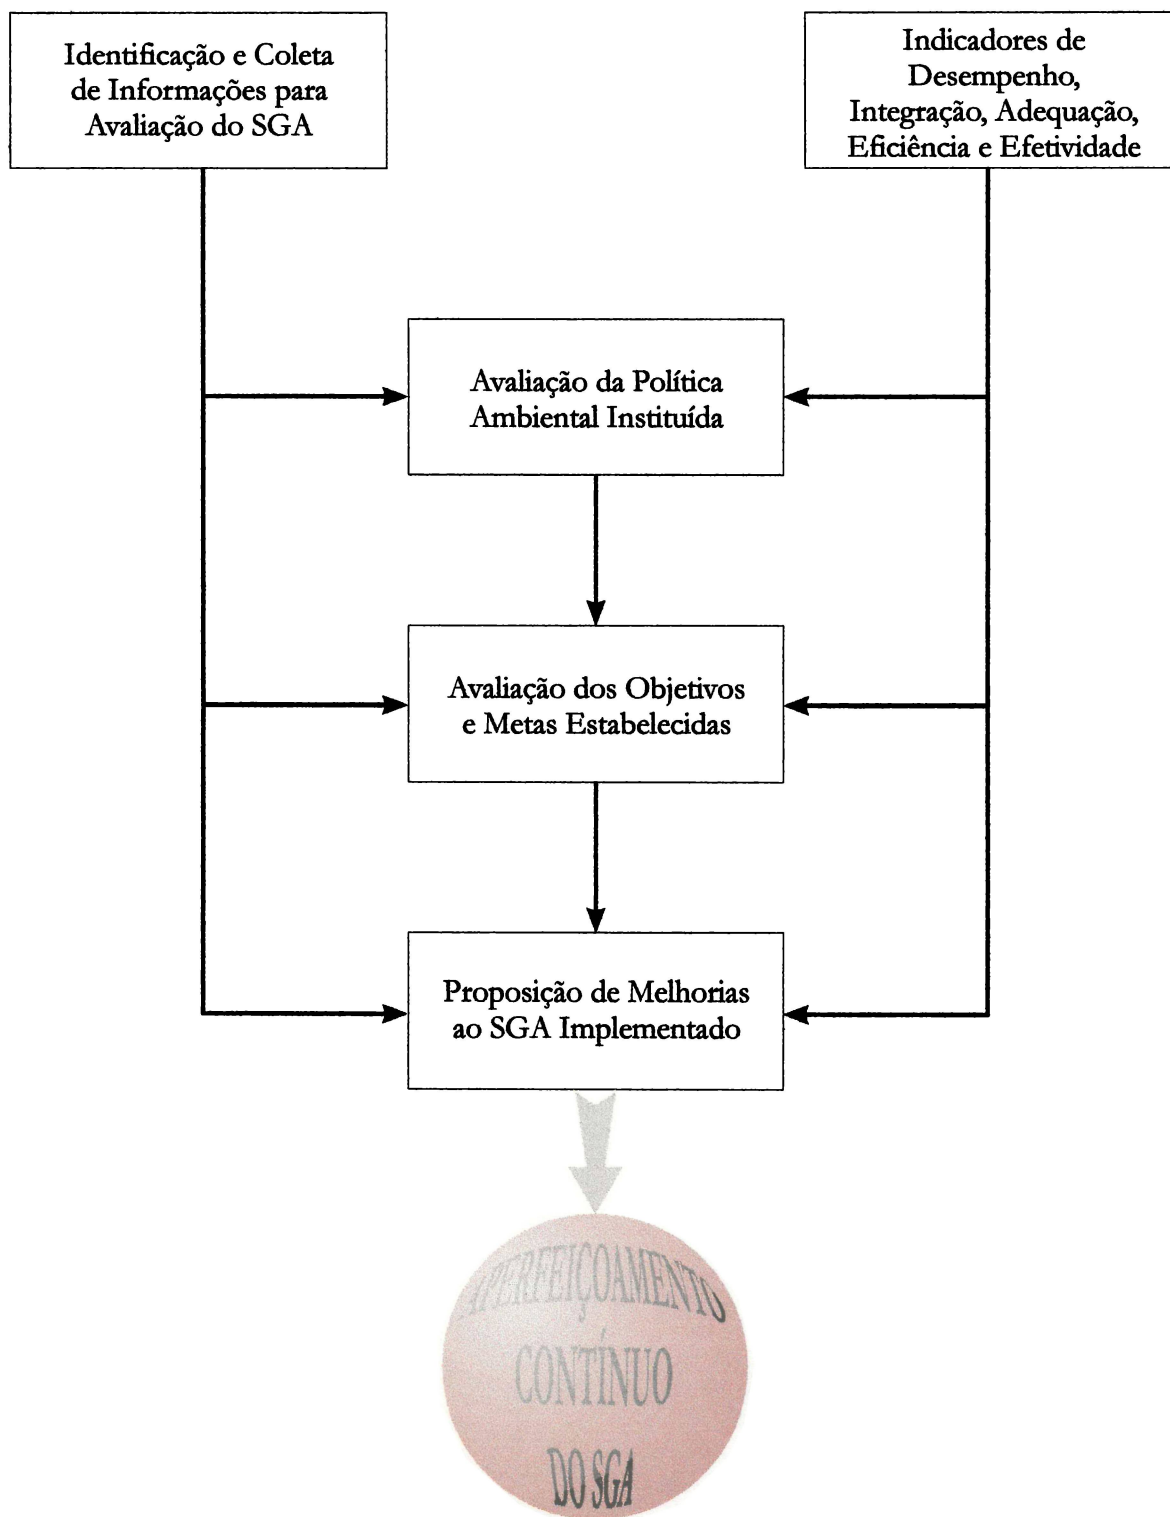 Identificação e Coleta
de Informações para
Avaliação do SGA
Indicadores de
Desempenho,
Integração, Adequação,
Eficiência e Efetividade
Avaliação da Política
Ambiental Instituída
Avaliação dos Objetivos
e Metas Estabelecidas
Proposição de Melhorias
ao SGA Implementado
APERFEIÇOAMENTO
CONTÍNUO
DO SGA